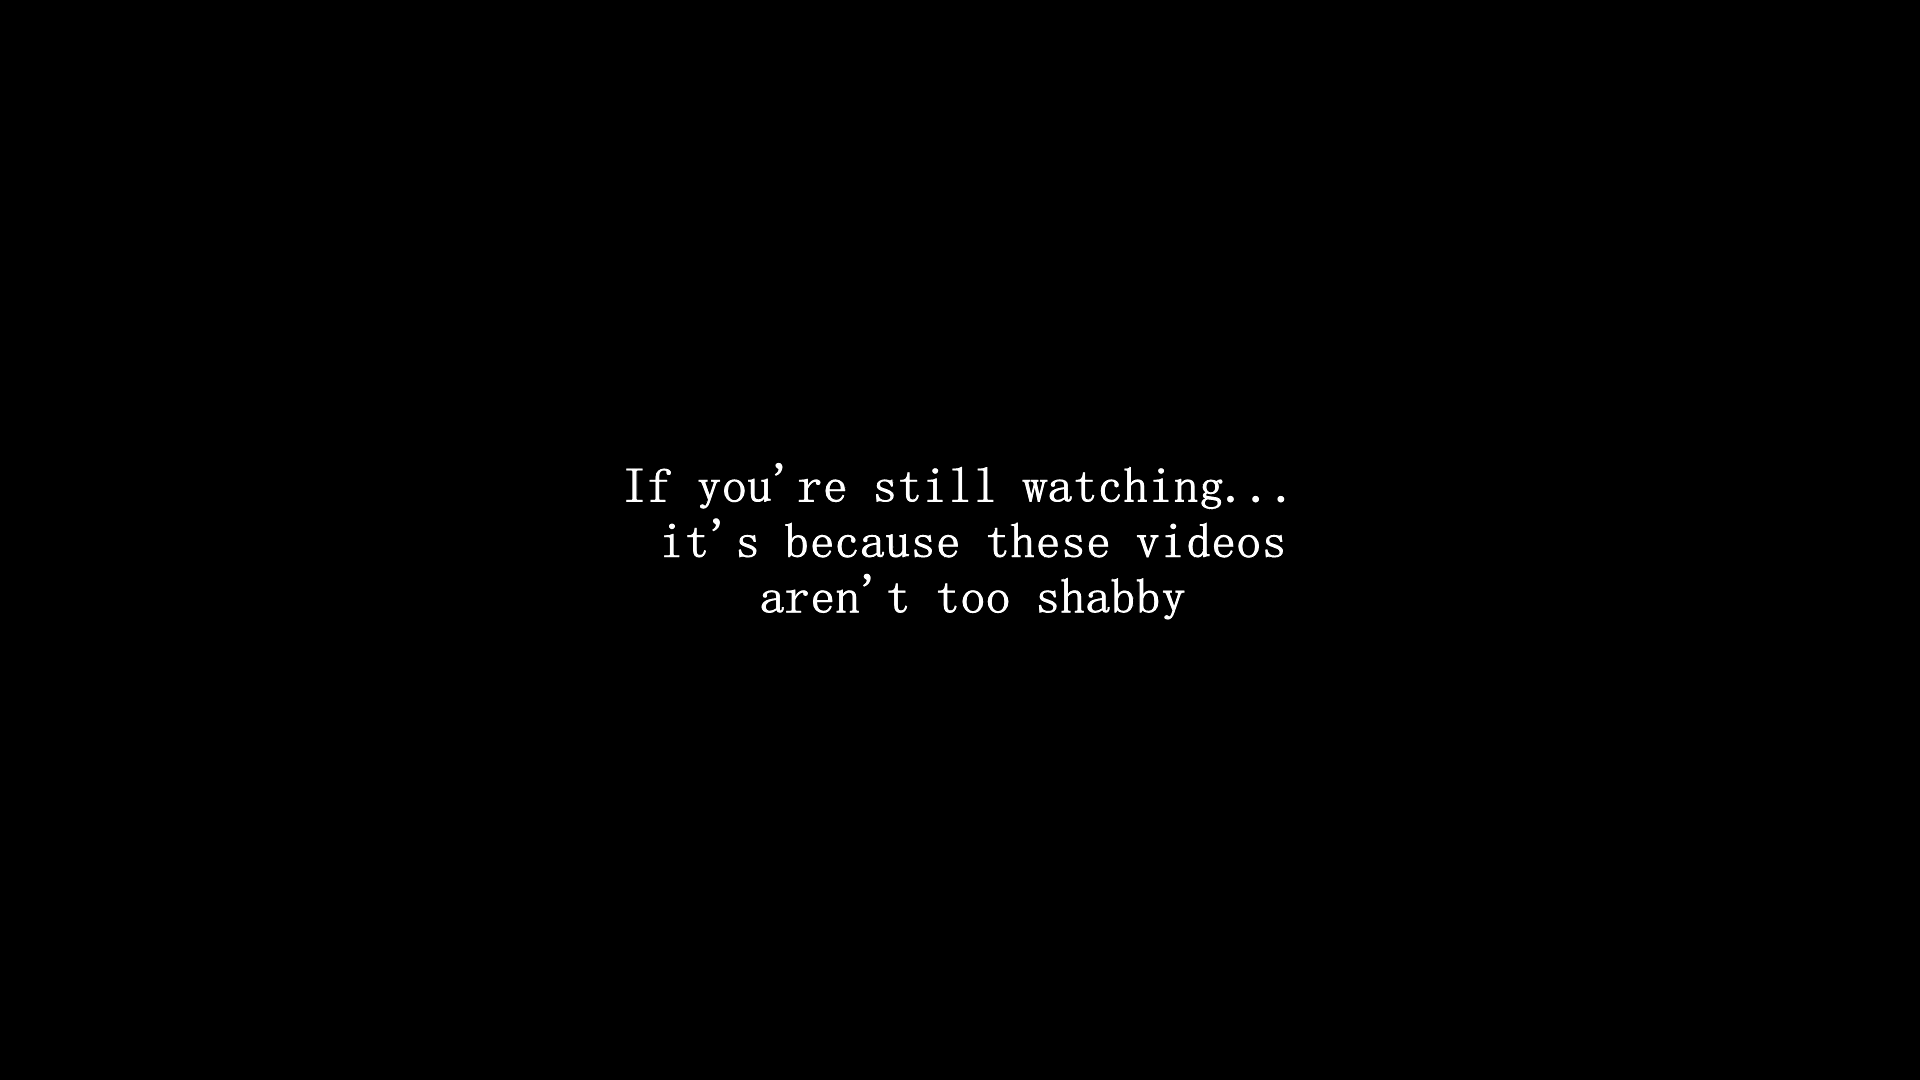 If you're still watching...
it's because these videos
aren't too shabby